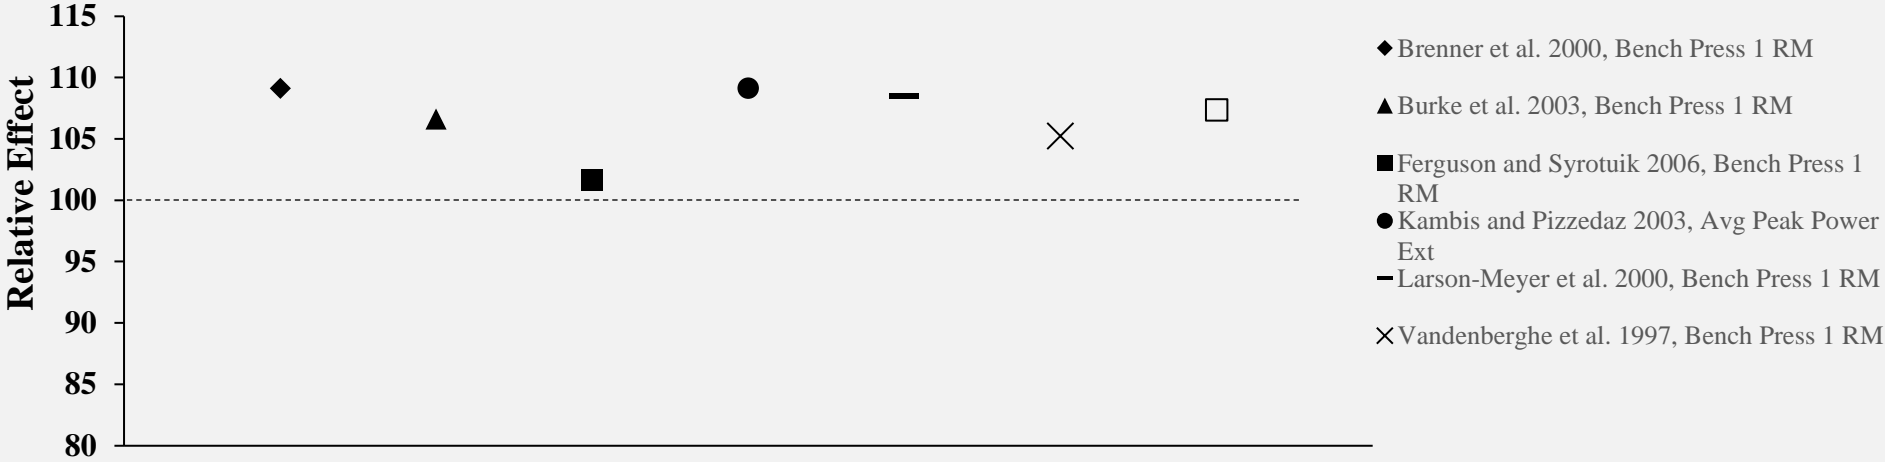 Relative Effect
115
110
105
100
95
90
85
80
Brenner et al. 2000, Bench Press 1 RM
Burke et al. 2003, Bench Press 1 RM
Ferguson and Syrotuik 2006, Bench Press 1
RM
Kambis and Pizzedaz 2003, Avg Peak Power
Ext
Larson-Meyer et al. 2000, Bench Press 1 RM
Vandenberghe et al. 1997, Bench Press 1 RM